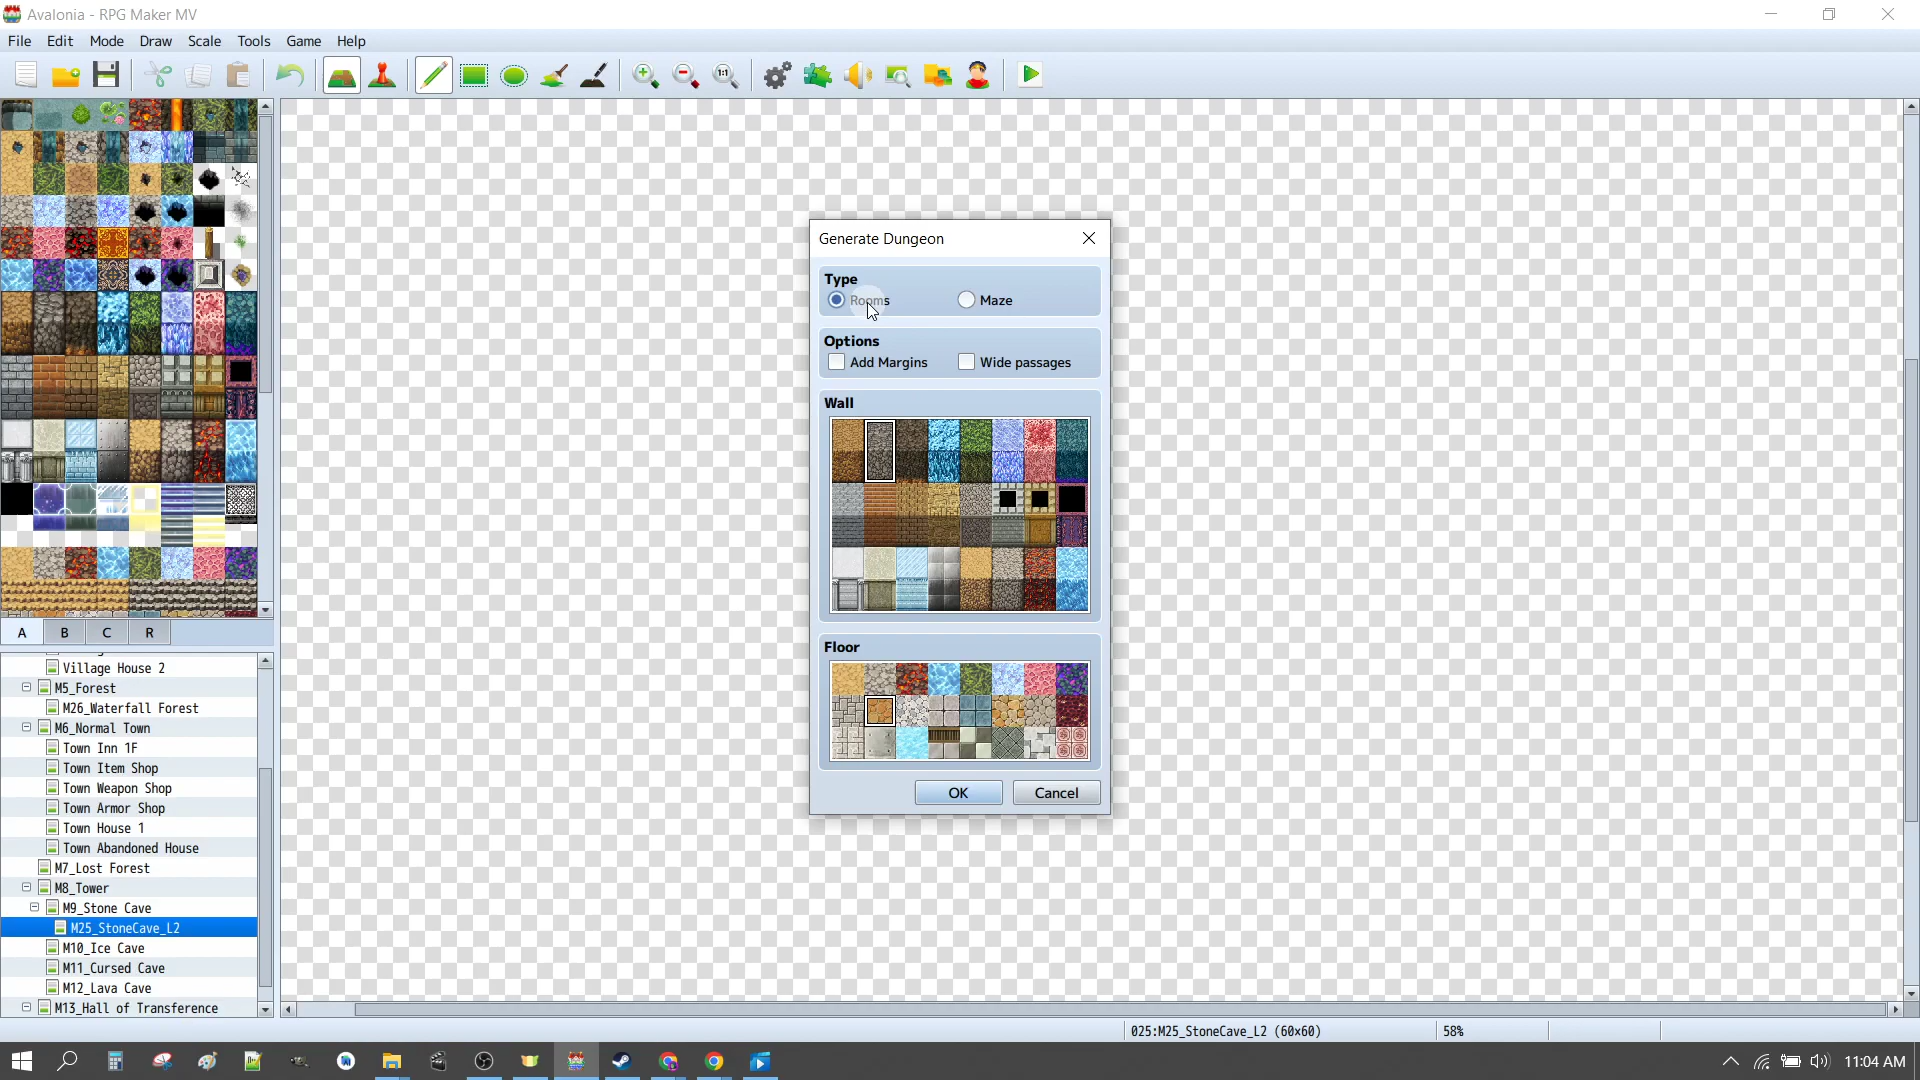 Avalonia - RPG Maker MV
File Edit Mode Draw Scale Tools Game Help
1:1
Generate Dungeon
Type
Rooms Maze
Options
Add Margins Wide passages
Wall
Floor
OK Cancel
A B C R
Village House 2
M5_Forest
M26_Waterfall Forest
M6_Normal Town
Town Inn 1F
Town Item Shop
Town Weapon Shop
Town Armor Shop
Town House 1
Town Abandoned House
M7_Lost Forest
M8_Tower
M9_Stone Cave
M25_StoneCave_L2
M10_Ice Cave
M11_Cursed Cave
M12_Lava Cave
M13_Hall of Transference
025:M25_StoneCave_L2 (60x60) 58%
11:04 AM